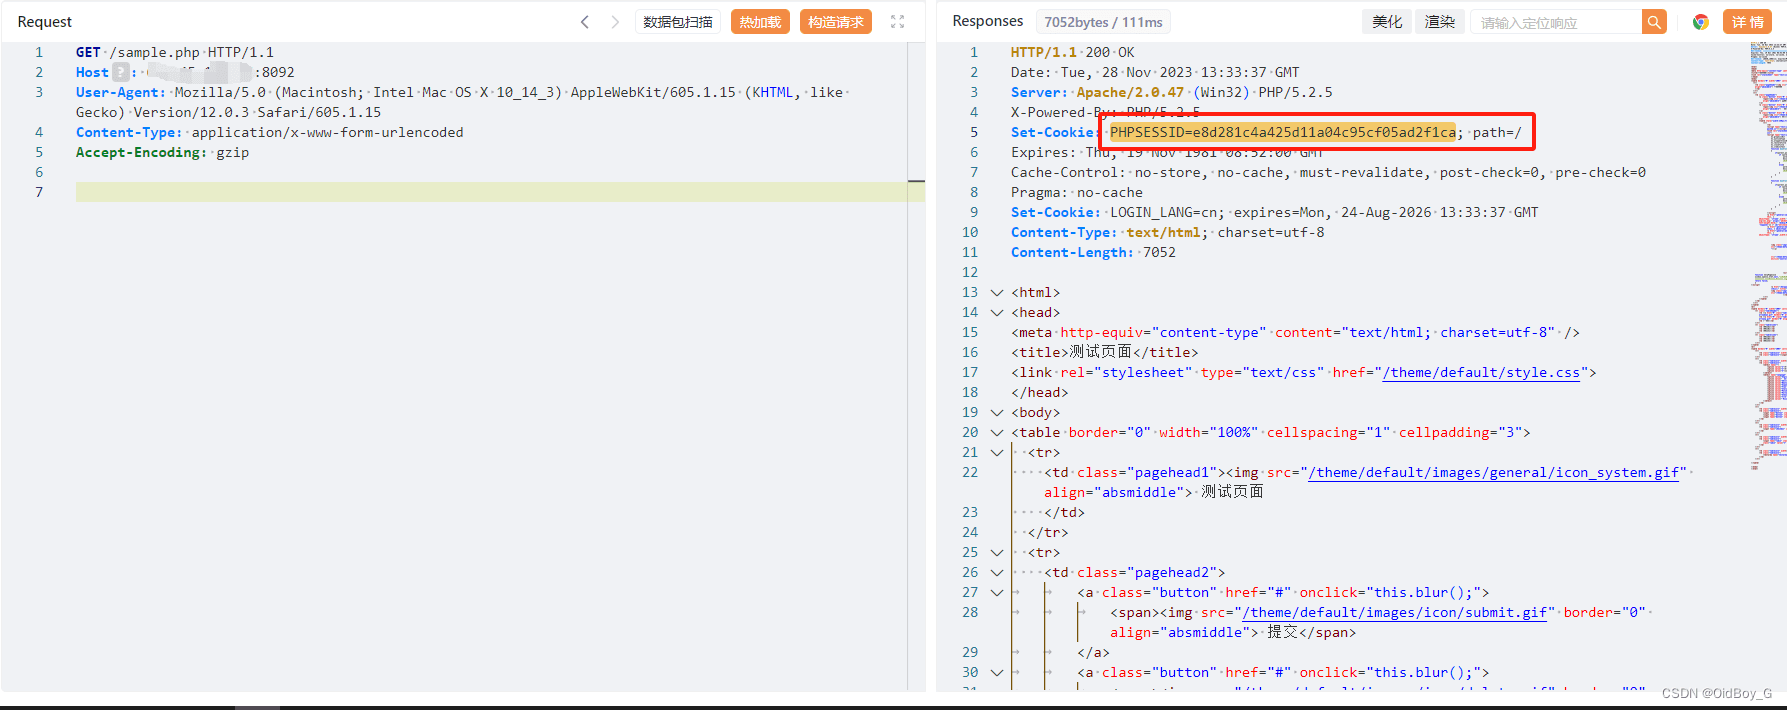 Request
数据包扫描
热加载
构造请求
1 GET /sample.php HTTP/1.1
2 Host ? : :8092
3 User-Agent: Mozilla/5.0 (Macintosh; Intel Mac OS X 10_14_3) AppleWebKit/605.1.15 (KHTML, like
Gecko) Version/12.0.3 Safari/605.1.15
4 Content-Type: application/x-www-form-urlencoded
5 Accept-Encoding: gzip
6
7
Responses
7052bytes / 111ms
美化
渲染
请输入定位响应
详情
1 HTTP/1.1 200 OK
2 Date: Tue, 28 Nov 2023 13:33:37 GMT
3 Server: Apache/2.0.47 (Win32) PHP/5.2.5
4 X-Powered-By: PHP/5.2.5
5 Set-Cookie: PHPSESSID=e8d281c4a425d11a04c95cf05ad2f1ca; path=/
6 Expires: Thu, 19 Nov 1981 08:52:00 GMT
7 Cache-Control: no-store, no-cache, must-revalidate, post-check=0, pre-check=0
8 Pragma: no-cache
9 Set-Cookie: LOGIN_LANG=cn; expires=Mon, 24-Aug-2026 13:33:37 GMT
10 Content-Type: text/html; charset=utf-8
11 Content-Length: 7052
12
13 <html>
14 <head>
15 <meta http-equiv="content-type" content="text/html; charset=utf-8" />
16 <title>测试页面</title>
17 <link rel="stylesheet" type="text/css" href="/theme/default/style.css">
18 </head>
19 <body>
20 <table border="0" width="100%" cellspacing="1" cellpadding="3">
21 <tr>
22 <td class="pagehead1"><img src="/theme/default/images/general/icon_system.gif"
align="absmiddle"> 测试页面
23 </td>
24 </tr>
25 <tr>
26 <td class="pagehead2">
27 <a class="button" href="#" onclick="this.blur();">
28 <span><img src="/theme/default/images/icon/submit.gif" border="0"
align="absmiddle"> 提交</span>
29 </a>
30 <a class="button" href="#" onclick="this.blur();">
CSDN @OidBoy_G